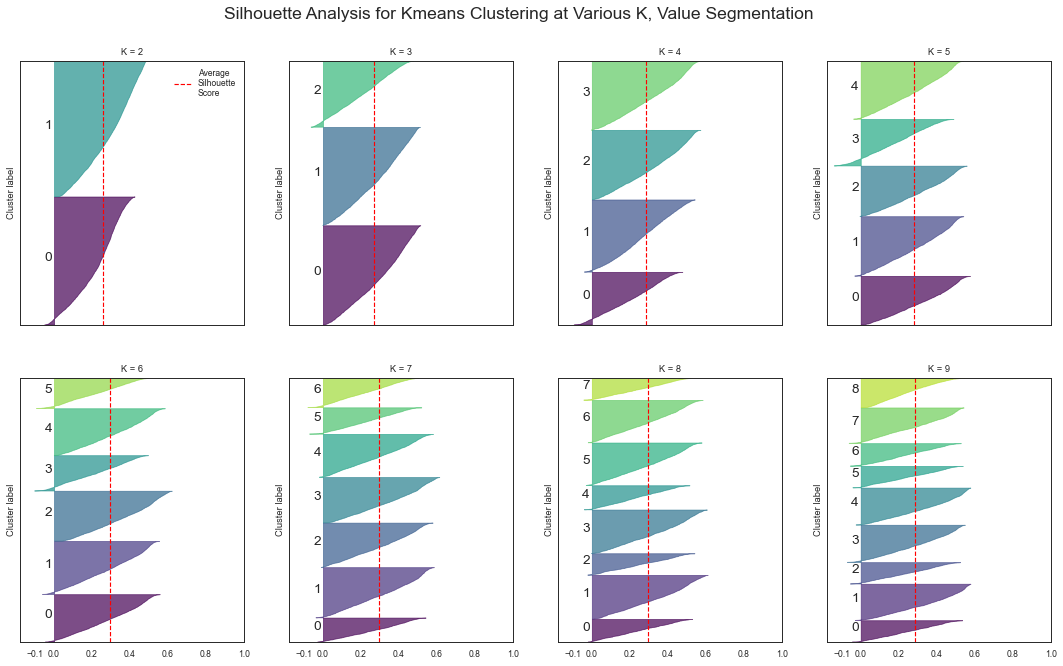 Silhouette Analysis for Kmeans Clustering at Various K, Value Segmentation
K = 2
K = 3
K = 4
K = 5
Average
Silhouette
Score
Cluster label
1
0
Cluster label
2
1
0
Cluster label
3
2
1
0
Cluster label
4
3
2
1
0
K = 6
K = 7
K = 8
K = 9
Cluster label
5
4
3
2
1
0
−0.1 0.0 0.2 0.4 0.6 0.8 1.0
6
5
4
3
2
1
0
−0.1 0.0 0.2 0.4 0.6 0.8 1.0
Cluster label
7
6
5
4
3
2
1
0
−0.1 0.0 0.2 0.4 0.6 0.8 1.0
Cluster label
8
7
6
5
4
3
2
1
0
−0.1 0.0 0.2 0.4 0.6 0.8 1.0